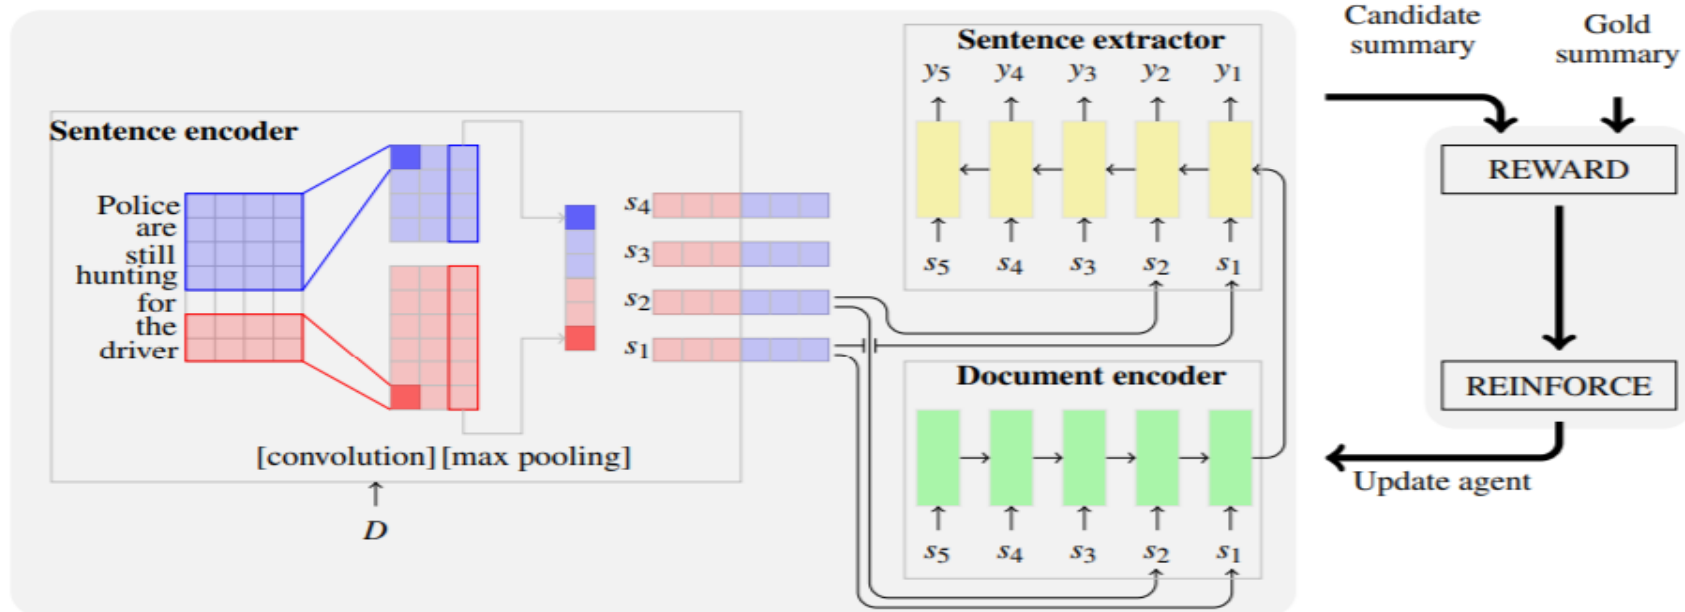 Sentence encoder
Police
are
still
hunting
for
the
driver
[convolution] [max pooling]
D
s4
s3
s2
s1
Sentence extractor
y5 y4 y3 y2 y1
s5 s4 s3 s2 s1
Document encoder
s5 s4 s3 s2 s1
Candidate
summary
Gold
summary
REWARD
REINFORCE
Update agent